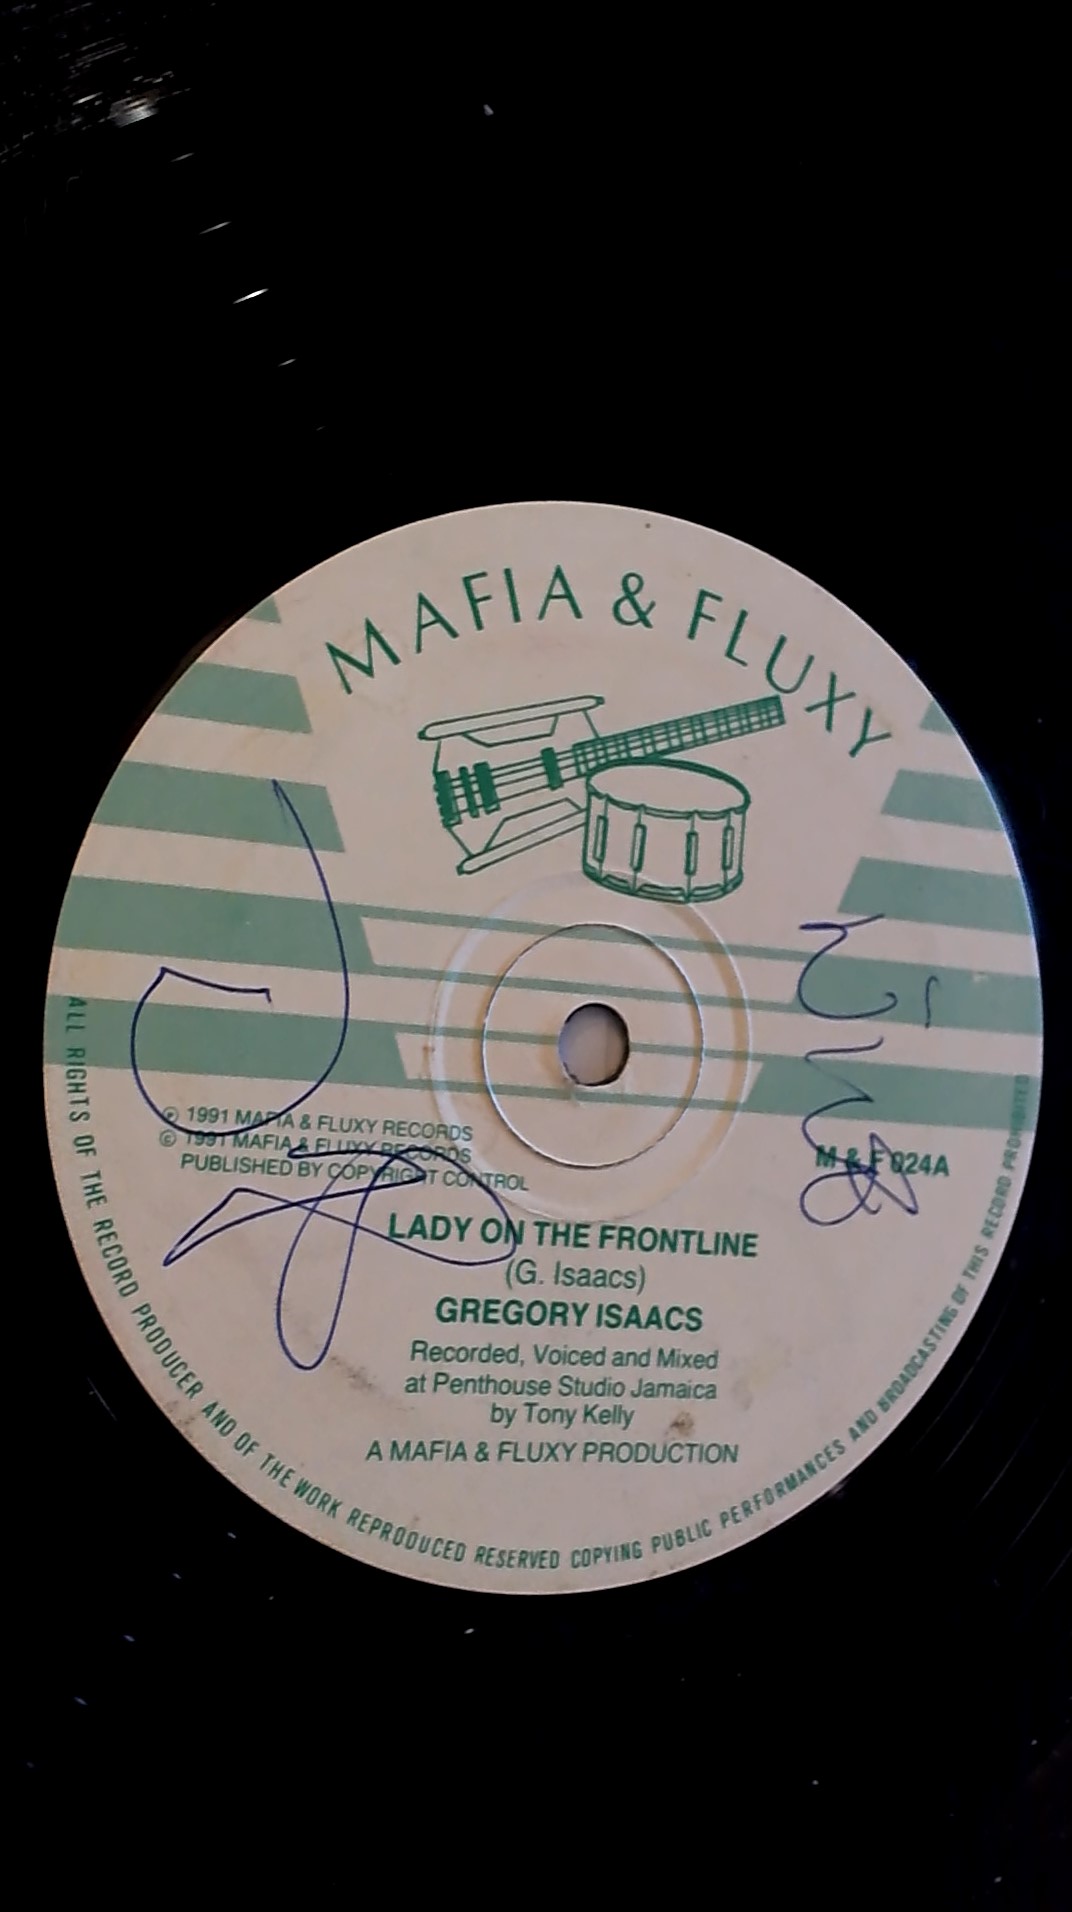 MAFIA & FLUXY
℗ 1991 MAFIA & FLUXY RECORDS
© 1991 MAFIA & FLUXY RECORDS
PUBLISHED BY COPYRIGHT CONTROL
M & F 024A
LADY ON THE FRONTLINE
(G. Isaacs)
GREGORY ISAACS
Recorded, Voiced and Mixed
at Penthouse Studio Jamaica
by Tony Kelly
A MAFIA & FLUXY PRODUCTION
ALL RIGHTS OF THE RECORD PRODUCER AND OF THE WORK REPRODUCED RESERVED COPYING PUBLIC PERFORMANCES AND BROADCASTING OF THIS RECORD PROHIBITED